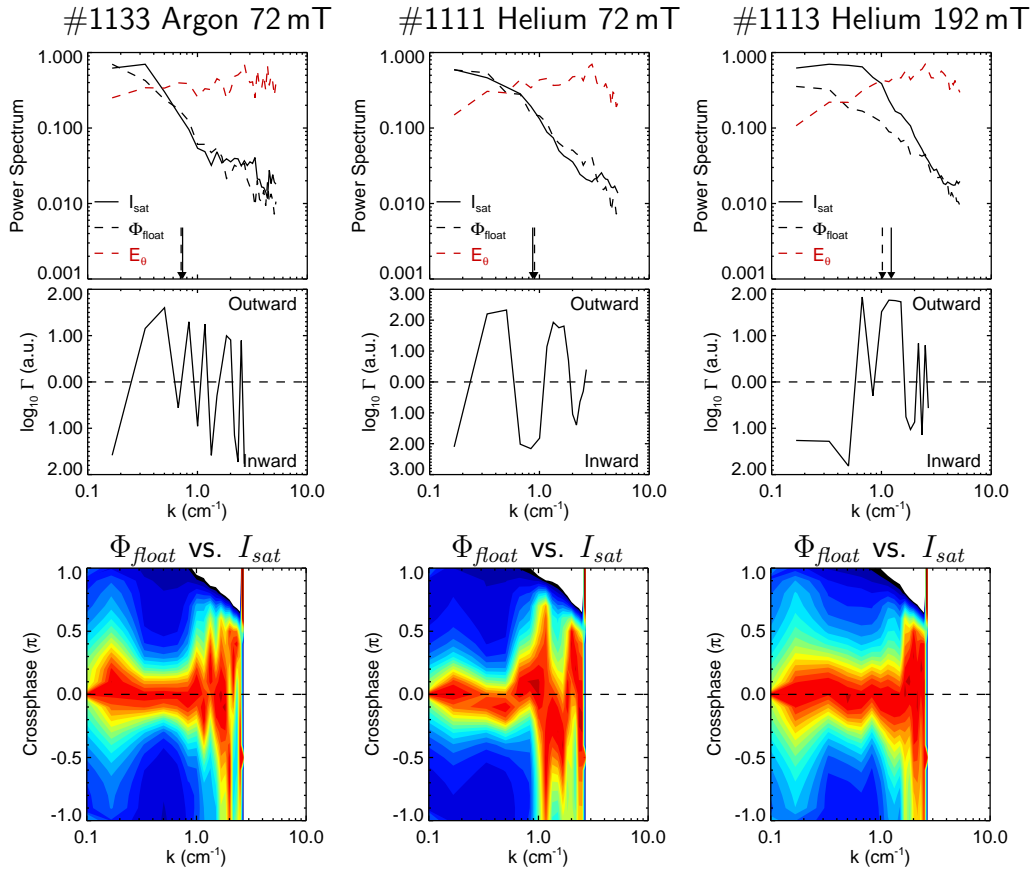 #1133 Argon 72 mT
#1111 Helium 72 mT
#1113 Helium 192 mT
1.000
0.100
0.010
0.001
Power Spectrum
I_sat
Φ_float
E_θ
1.000
0.100
0.010
0.001
Power Spectrum
I_sat
Φ_float
E_θ
1.000
0.100
0.010
0.001
Power Spectrum
I_sat
Φ_float
E_θ
2.00
1.00
0.00
1.00
2.00
log₁₀ Γ (a.u.)
Outward
Inward
0.1
1.0
10.0
k (cm⁻¹)
3.00
2.00
1.00
0.00
1.00
2.00
3.00
log₁₀ Γ (a.u.)
Outward
Inward
0.1
1.0
10.0
k (cm⁻¹)
2.00
1.00
0.00
1.00
2.00
log₁₀ Γ (a.u.)
Outward
Inward
0.1
1.0
10.0
k (cm⁻¹)
Φ_float vs. I_sat
1.0
0.5
0.0
-0.5
-1.0
Crossphase (π)
0.1
1.0
10.0
k (cm⁻¹)
Φ_float vs. I_sat
1.0
0.5
0.0
-0.5
-1.0
Crossphase (π)
0.1
1.0
10.0
k (cm⁻¹)
Φ_float vs. I_sat
1.0
0.5
0.0
-0.5
-1.0
Crossphase (π)
0.1
1.0
10.0
k (cm⁻¹)